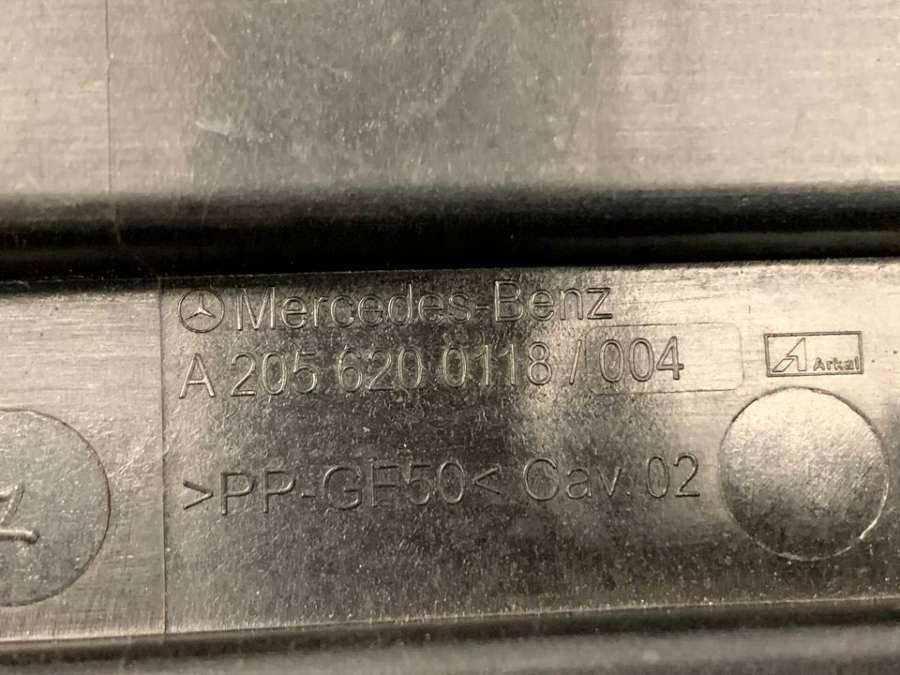 Mercedes-Benz
A 205 620 0118 / 004
Arkal
>PP-GF50< Cav. 02